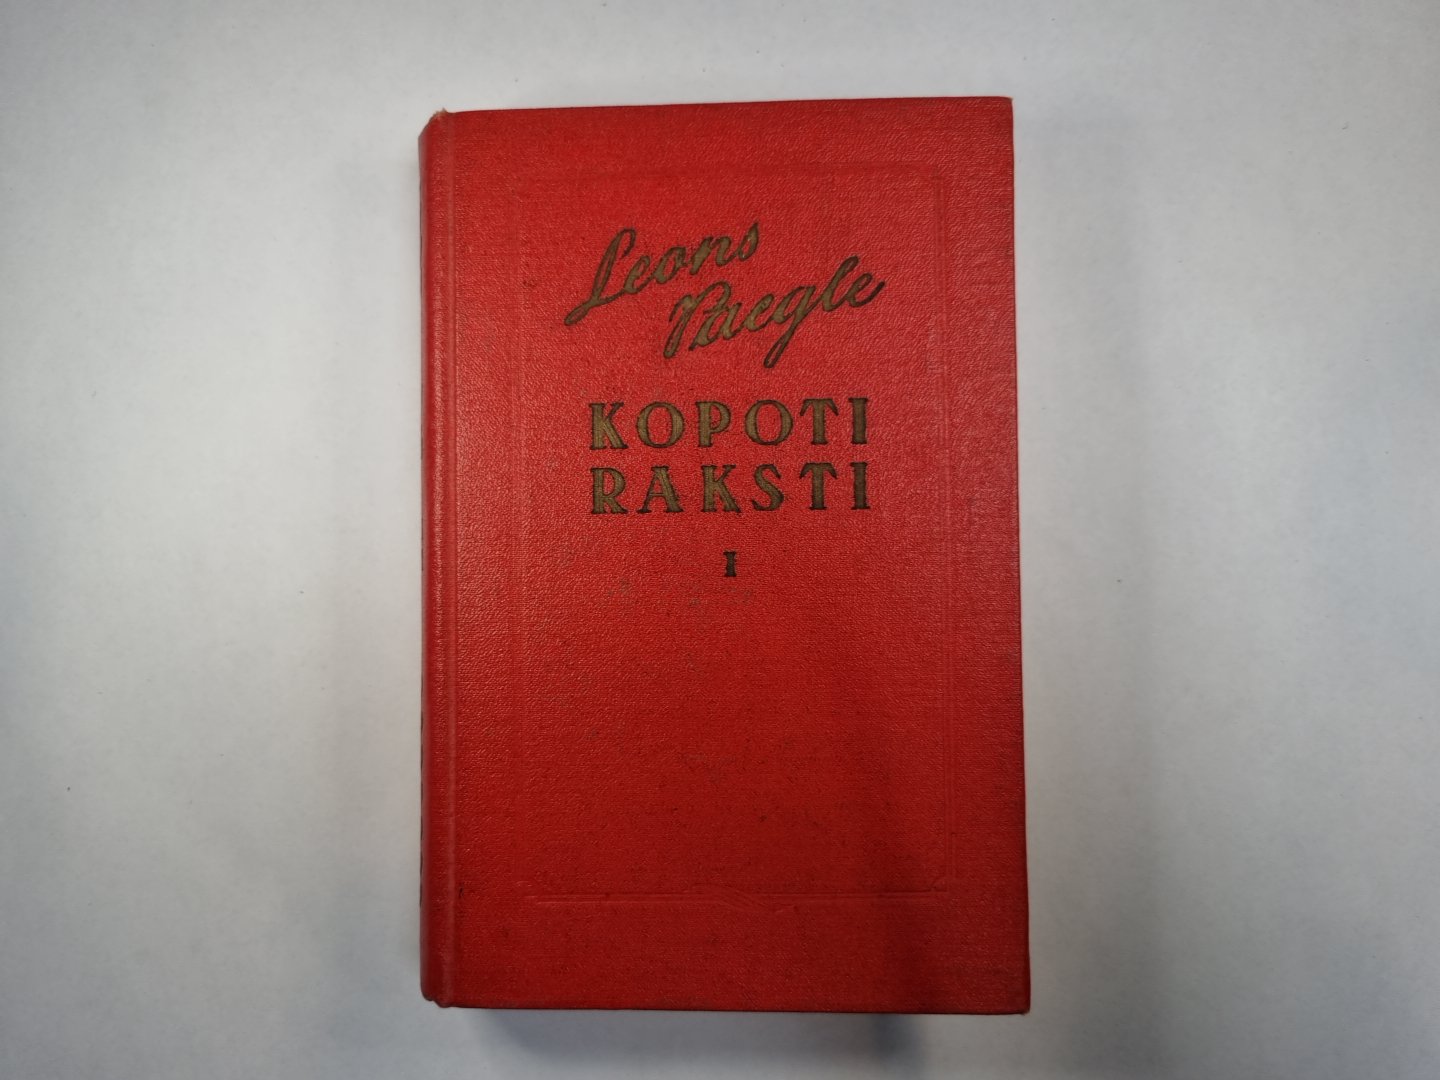 Leons
Paegle
KOPOTI
RAKSTI
I